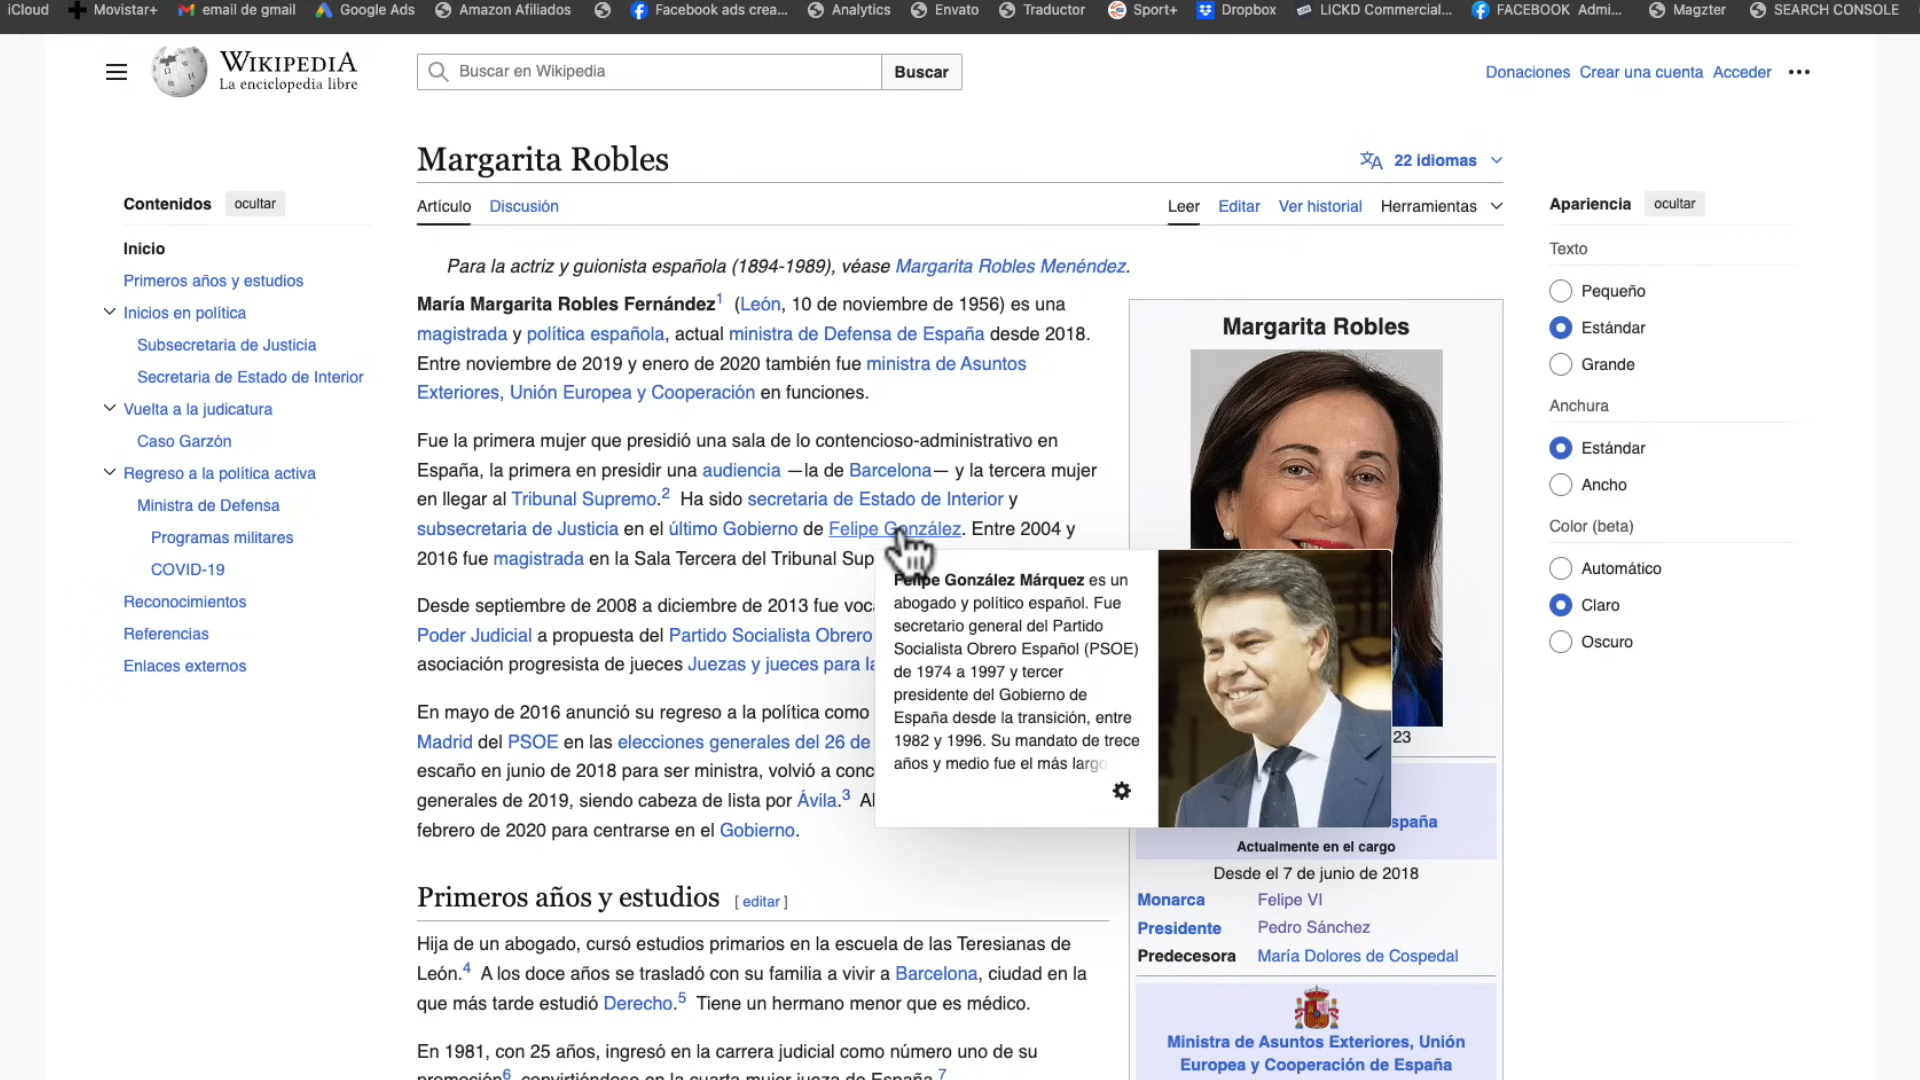 iCloud Movistar+ email de gmail Google Ads Amazon Afiliados Facebook ads crea... Analytics Envato Traductor Sport+ Dropbox LICKD Commercial... FACEBOOK Admi... Magzter SEARCH CONSOLE
WIKIPEDIA
La enciclopedia libre
Buscar en Wikipedia
Buscar
Donaciones Crear una cuenta Acceder
Margarita Robles
22 idiomas
Artículo Discusión
Leer Editar Ver historial Herramientas
Contenidos ocultar
Inicio
Primeros años y estudios
Inicios en política
Subsecretaria de Justicia
Secretaria de Estado de Interior
Vuelta a la judicatura
Caso Garzón
Regreso a la política activa
Ministra de Defensa
Programas militares
COVID-19
Reconocimientos
Referencias
Enlaces externos
Para la actriz y guionista española (1894-1989), véase Margarita Robles Menéndez.
María Margarita Robles Fernández1 (León, 10 de noviembre de 1956) es una
magistrada y política española, actual ministra de Defensa de España desde 2018.
Entre noviembre de 2019 y enero de 2020 también fue ministra de Asuntos
Exteriores, Unión Europea y Cooperación en funciones.
Fue la primera mujer que presidió una sala de lo contencioso-administrativo en
España, la primera en presidir una audiencia —la de Barcelona— y la tercera mujer
en llegar al Tribunal Supremo.2 Ha sido secretaria de Estado de Interior y
subsecretaria de Justicia en el último Gobierno de Felipe González. Entre 2004 y
2016 fue magistrada en la Sala Tercera del Tribunal Sup
Desde septiembre de 2008 a diciembre de 2013 fue voc
Poder Judicial a propuesta del Partido Socialista Obrero
asociación progresista de jueces Juezas y jueces para la
En mayo de 2016 anunció su regreso a la política como
Madrid del PSOE en las elecciones generales del 26 de
escaño en junio de 2018 para ser ministra, volvió a conc
generales de 2019, siendo cabeza de lista por Ávila.3 Al
febrero de 2020 para centrarse en el Gobierno.
Felipe González Márquez es un
abogado y político español. Fue
secretario general del Partido
Socialista Obrero Español (PSOE)
de 1974 a 1997 y tercer
presidente del Gobierno de
España desde la transición, entre
1982 y 1996. Su mandato de trece
años y medio fue el más largo
Primeros años y estudios [ editar ]
Hija de un abogado, cursó estudios primarios en la escuela de las Teresianas de
León.4 A los doce años se trasladó con su familia a vivir a Barcelona, ciudad en la
que más tarde estudió Derecho.5 Tiene un hermano menor que es médico.
En 1981, con 25 años, ingresó en la carrera judicial como número uno de su
promoción6 convirtiéndose en la cuarta mujer jueza de España.7
Margarita Robles
23
spaña
Actualmente en el cargo
Desde el 7 de junio de 2018
Monarca Felipe VI
Presidente Pedro Sánchez
Predecesora María Dolores de Cospedal
Ministra de Asuntos Exteriores, Unión
Europea y Cooperación de España
Apariencia ocultar
Texto
Pequeño
Estándar
Grande
Anchura
Estándar
Ancho
Color (beta)
Automático
Claro
Oscuro